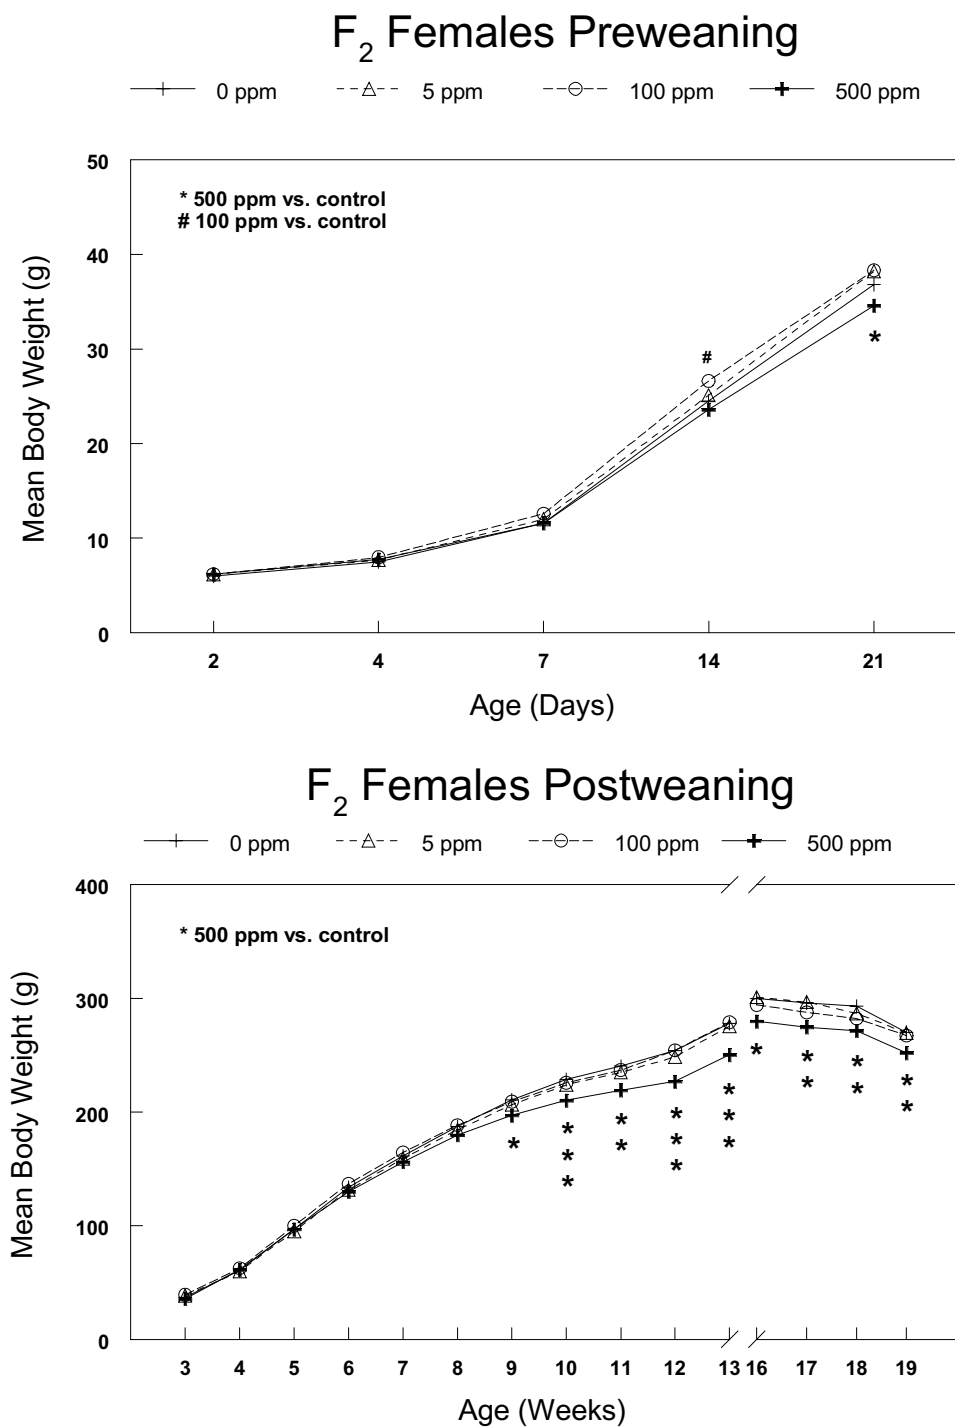 F2 Females Preweaning
0 ppm 5 ppm 100 ppm 500 ppm
50
* 500 ppm vs. control
# 100 ppm vs. control
40
30
20
10
0
#
*
Mean Body Weight (g)
2 4 7 14 21
Age (Days)
F2 Females Postweaning
0 ppm 5 ppm 100 ppm 500 ppm
400
* 500 ppm vs. control
300
200
100
0
* * * * * * * * * * * * * * * * *
Mean Body Weight (g)
3 4 5 6 7 8 9 10 11 12 13 16 17 18 19
Age (Weeks)